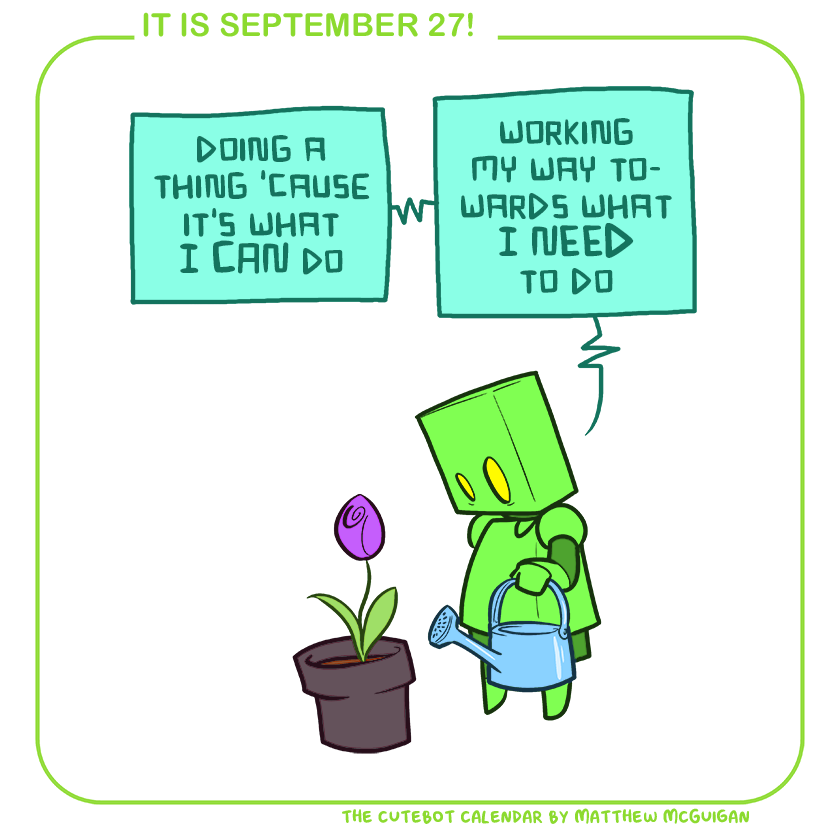 IT IS SEPTEMBER 27!
DOING A
THING 'CAUSE
IT'S WHAT
I CAN DO
WORKING
MY WAY TO-
WARDS WHAT
I NEED
TO DO
THE CUTEBOT CALENDAR BY MATTHEW MCGUIGAN